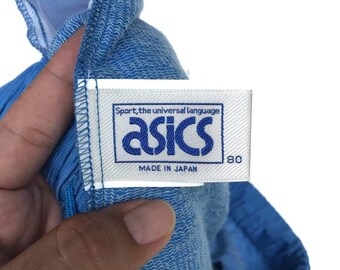 Sport, the universal language
asics
80
MADE IN JAPAN